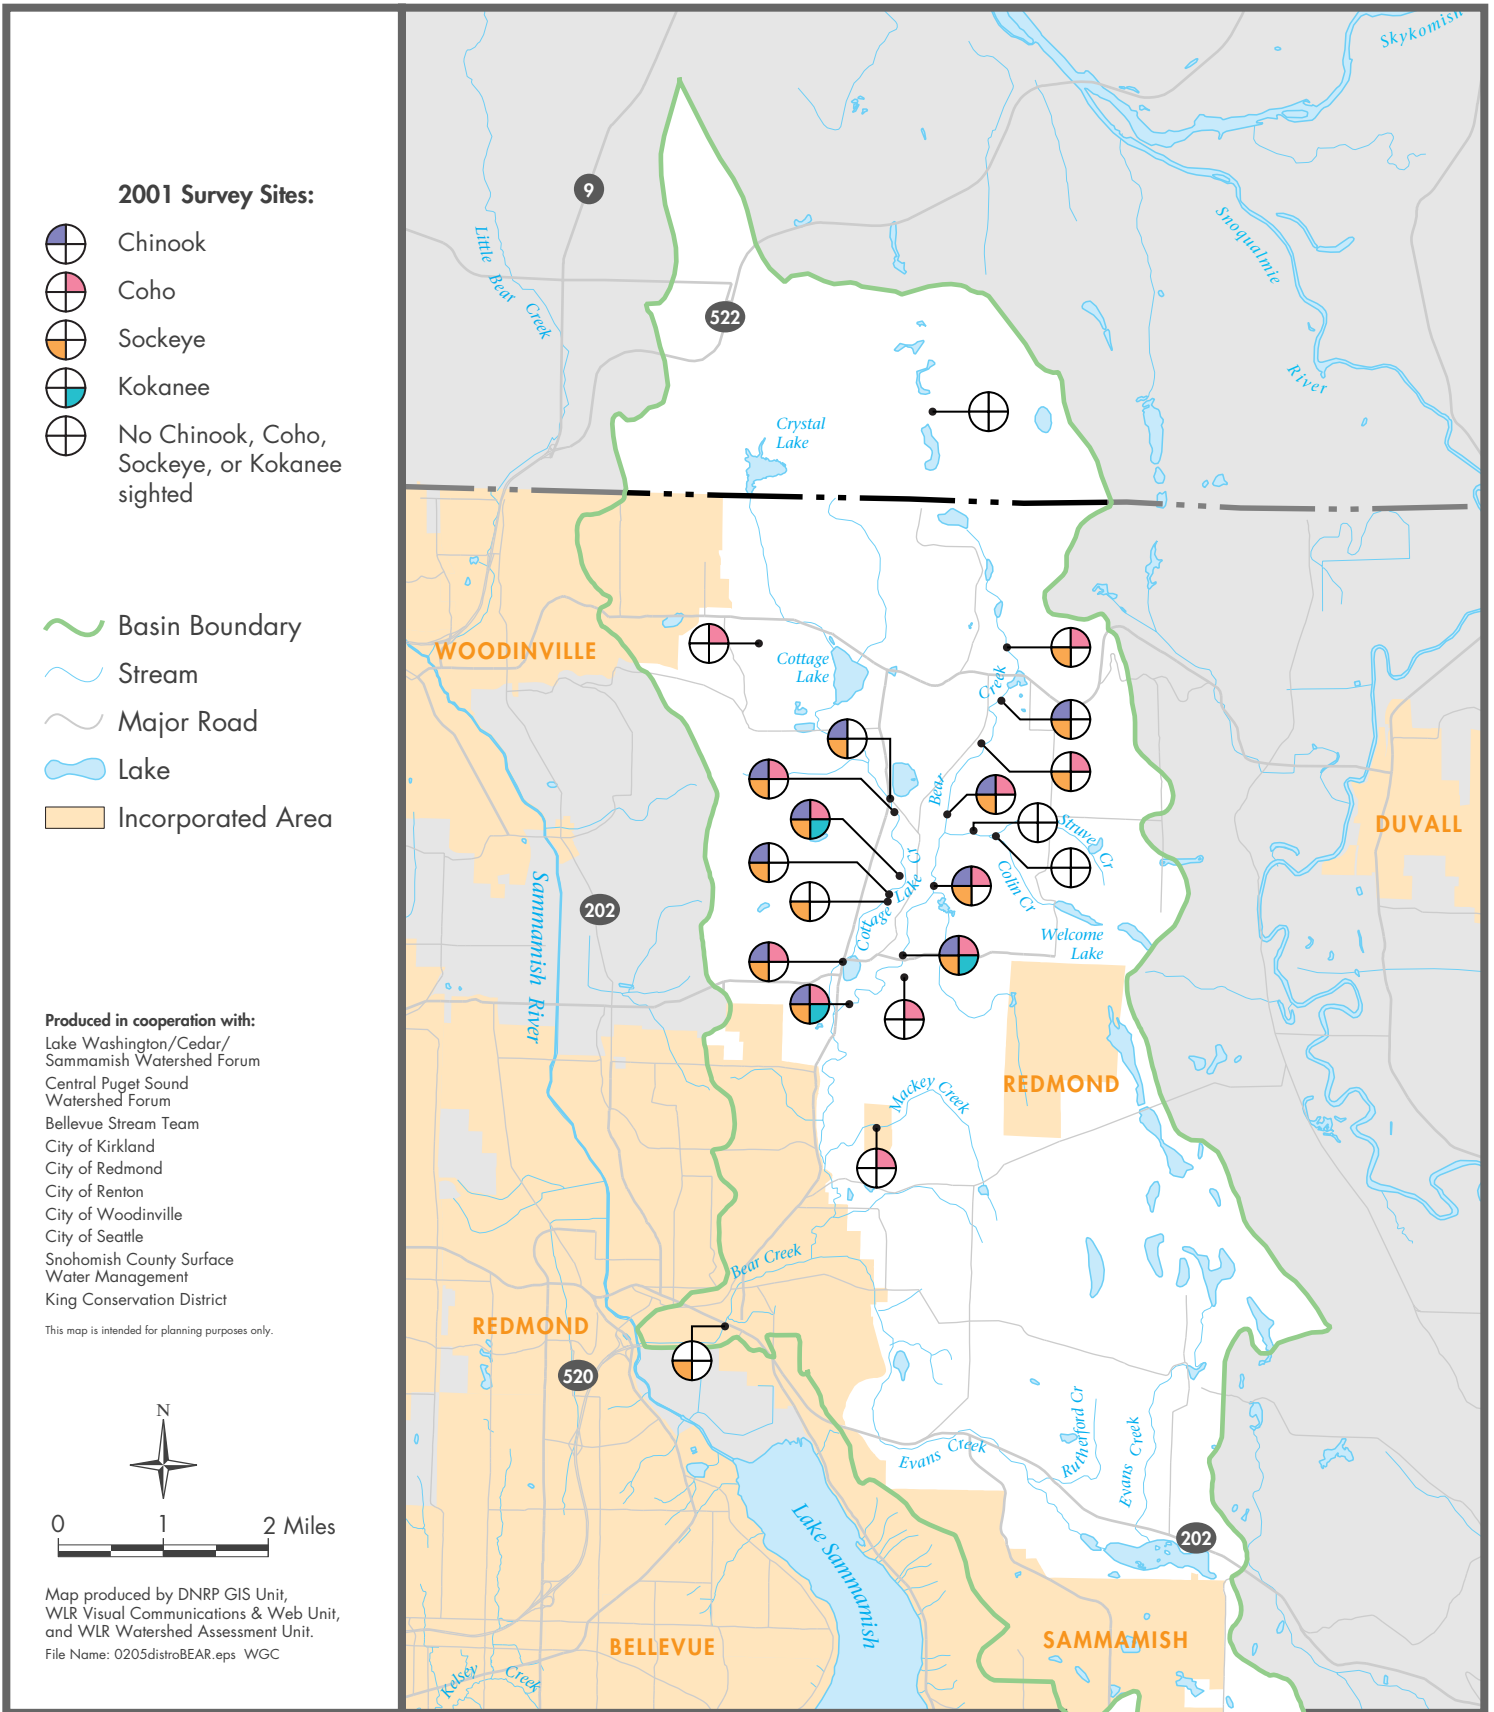 2001 Survey Sites:
Chinook
Coho
Sockeye
Kokanee
No Chinook, Coho,
Sockeye, or Kokanee
sighted
Basin Boundary
Stream
Major Road
Lake
Incorporated Area
Produced in cooperation with:
Lake Washington/Cedar/
Sammamish Watershed Forum
Central Puget Sound
Watershed Forum
Bellevue Stream Team
City of Kirkland
City of Redmond
City of Renton
City of Woodinville
City of Seattle
Snohomish County Surface
Water Management
King Conservation District
This map is intended for planning purposes only.
N
0 1 2 Miles
Map produced by DNRP GIS Unit,
WLR Visual Communications & Web Unit,
and WLR Watershed Assessment Unit.
File Name: 0205distroBEAR.eps WGC
Skykomish
9
Little Bear Creek
Snoqualmie River
522
Crystal
Lake
WOODINVILLE
Cottage
Lake
Bear Creek
Struve Cr
DUVALL
Colin Cr
Cottage Lake Cr
202
Sammamish River
Welcome
Lake
REDMOND
Mackey Creek
Bear Creek
REDMOND
520
Evans Creek
Rutherford Cr
Evans Creek
202
Lake Sammamish
BELLEVUE
SAMMAMISH
Kelsey Creek